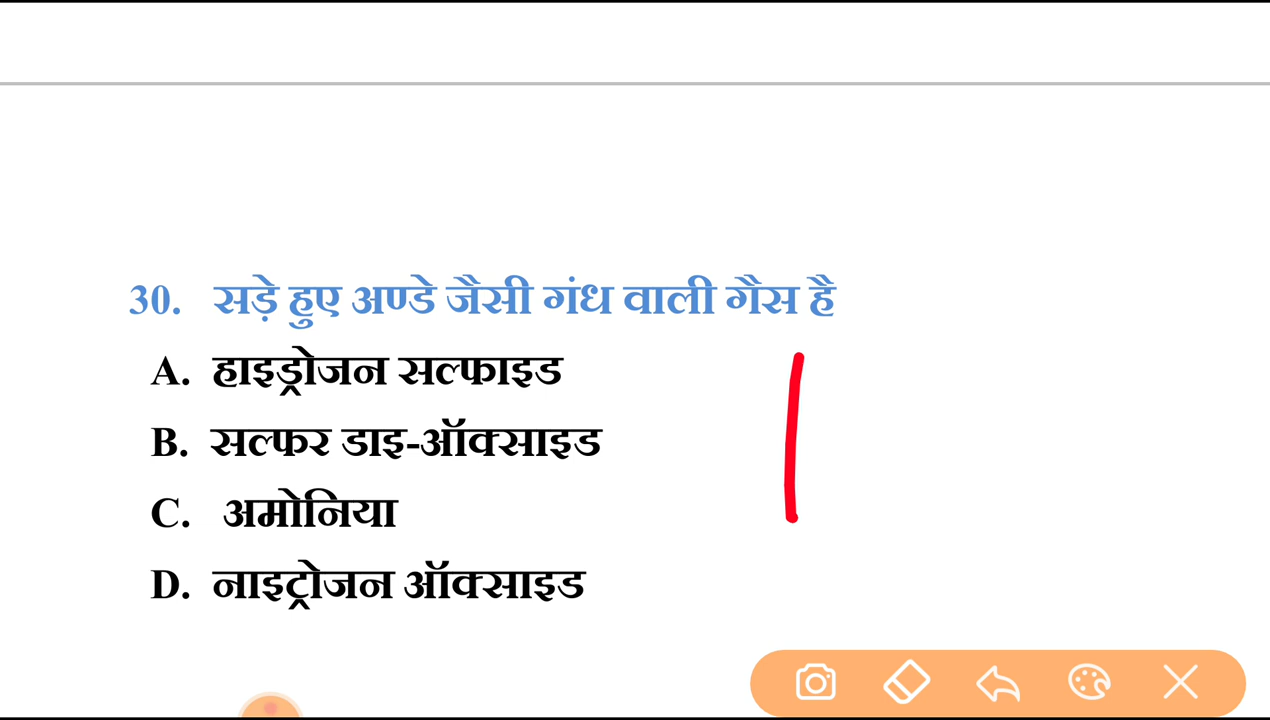 30. सड़े हुए अण्डे जैसी गंध वाली गैस है
A. हाइड्रोजन सल्फाइड
B. सल्फर डाइ-ऑक्साइड
C. अमोनिया
D. नाइट्रोजन ऑक्साइड